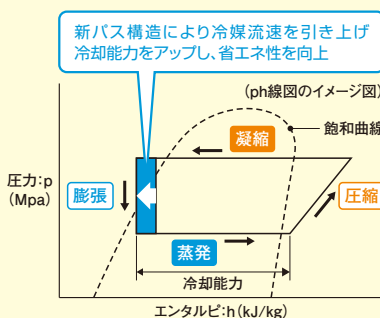 新パス構造により冷媒流速を引き上げ
冷却能力をアップし、省エネ性を向上
(ph線図のイメージ図)
飽和曲線
凝縮
圧力:p
(Mpa)
膨張
圧縮
蒸発
冷却能力
エンタルピ:h(kJ/kg)